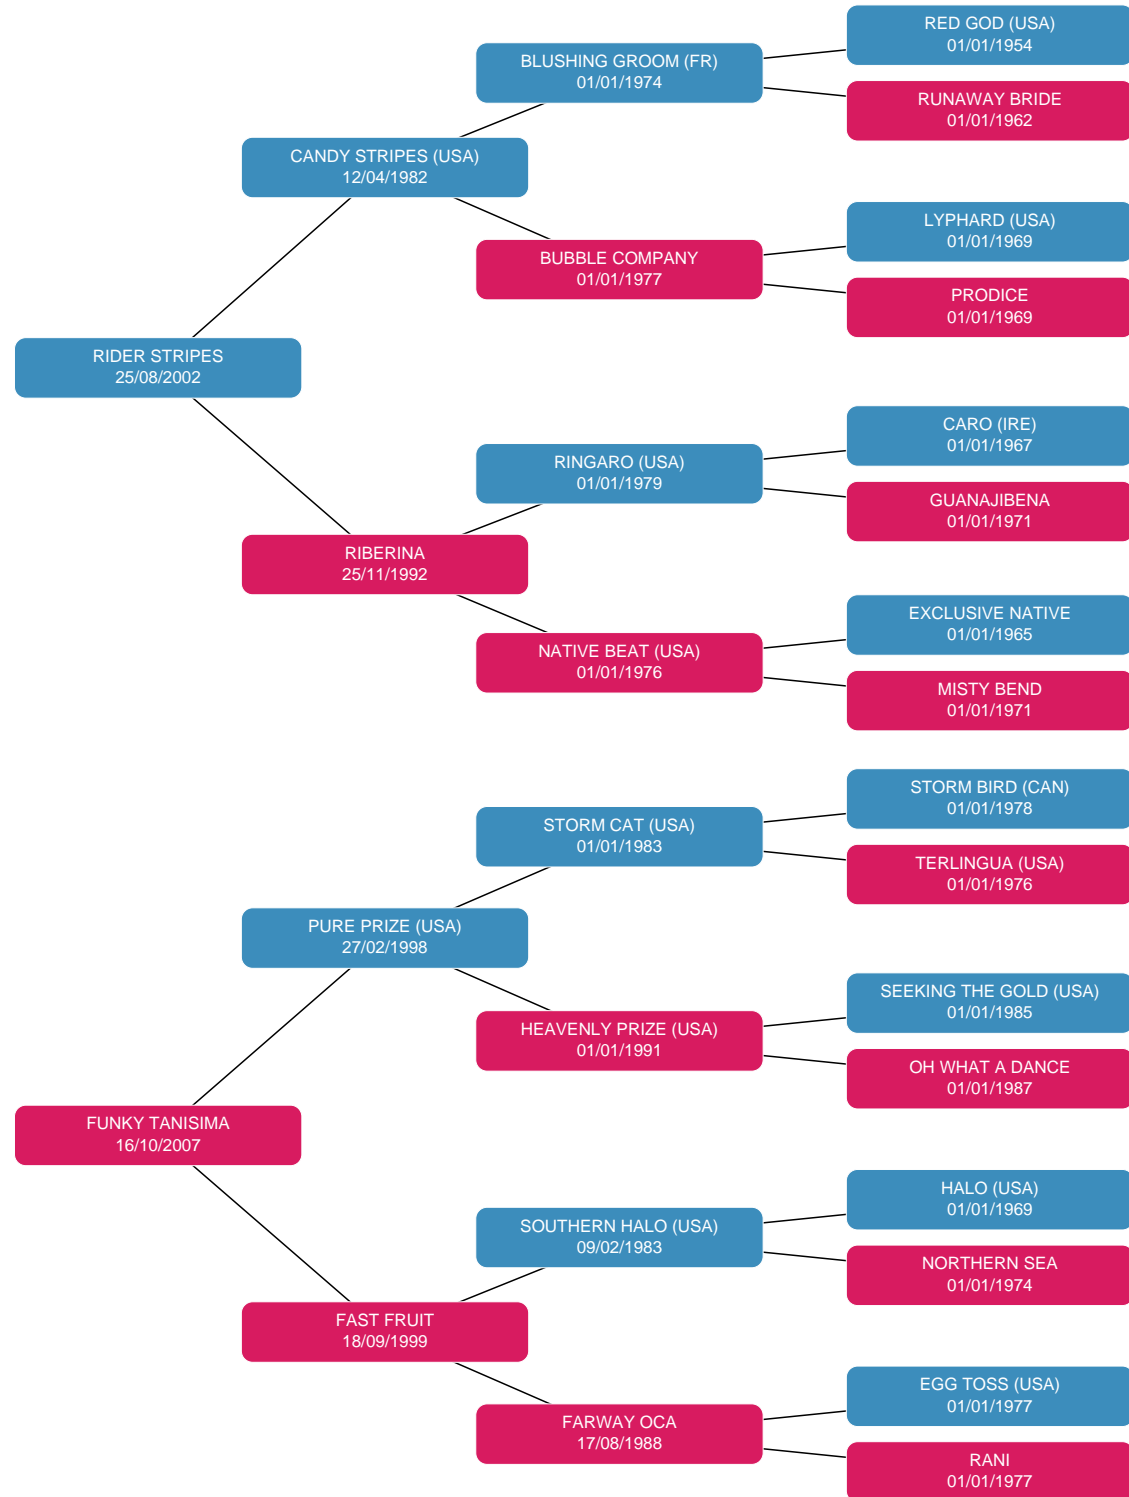 RED GOD (USA)
01/01/1954
BLUSHING GROOM (FR)
01/01/1974
RUNAWAY BRIDE
01/01/1962
CANDY STRIPES (USA)
12/04/1982
LYPHARD (USA)
01/01/1969
BUBBLE COMPANY
01/01/1977
PRODICE
01/01/1969
RIDER STRIPES
25/08/2002
CARO (IRE)
01/01/1967
RINGARO (USA)
01/01/1979
GUANAJIBENA
01/01/1971
RIBERINA
25/11/1992
EXCLUSIVE NATIVE
01/01/1965
NATIVE BEAT (USA)
01/01/1976
MISTY BEND
01/01/1971
STORM BIRD (CAN)
01/01/1978
STORM CAT (USA)
01/01/1983
TERLINGUA (USA)
01/01/1976
PURE PRIZE (USA)
27/02/1998
SEEKING THE GOLD (USA)
01/01/1985
HEAVENLY PRIZE (USA)
01/01/1991
OH WHAT A DANCE
01/01/1987
FUNKY TANISIMA
16/10/2007
HALO (USA)
01/01/1969
SOUTHERN HALO (USA)
09/02/1983
NORTHERN SEA
01/01/1974
FAST FRUIT
18/09/1999
EGG TOSS (USA)
01/01/1977
FARWAY OCA
17/08/1988
RANI
01/01/1977